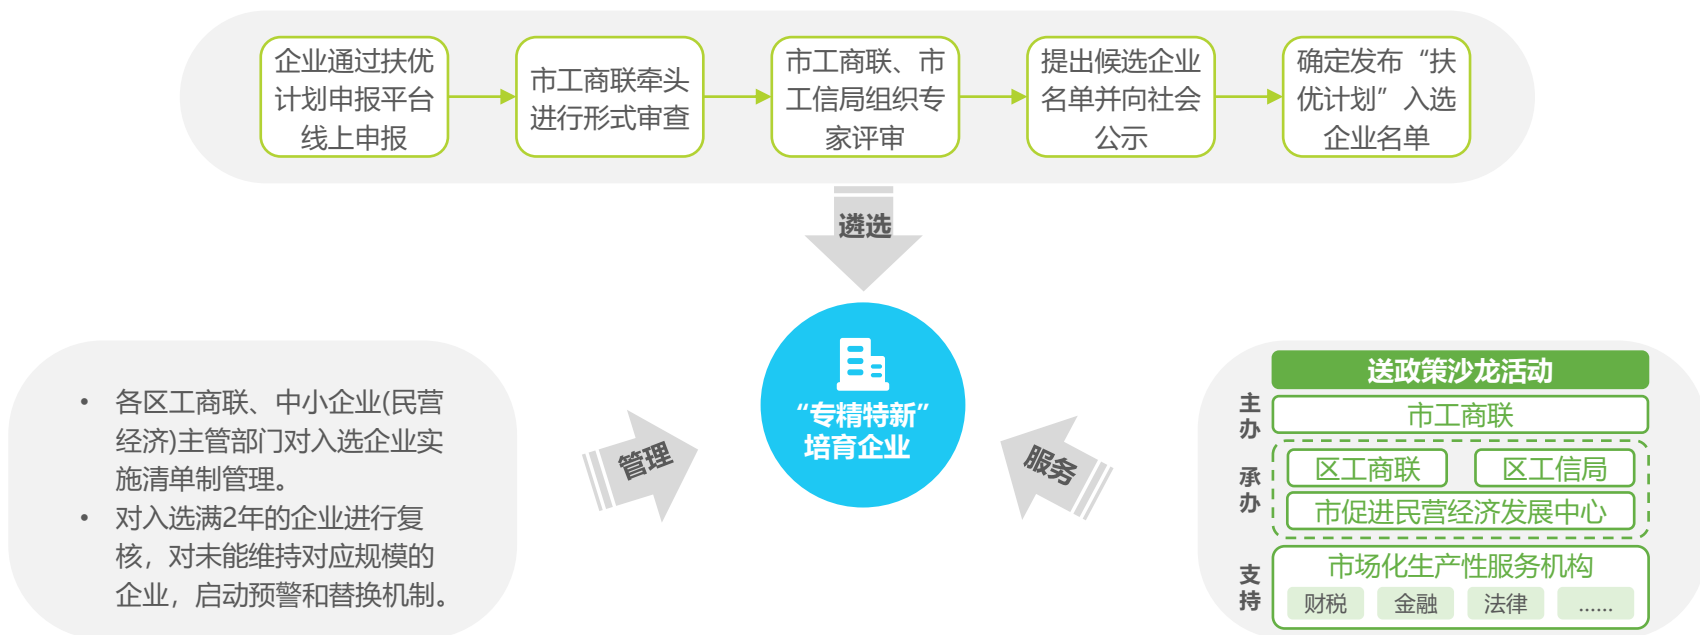 企业通过扶优
计划申报平台
线上申报
市工商联牵头
进行形式审查
市工商联、市
工信局组织专
家评审
提出候选企业
名单并向社会
公示
确定发布“扶
优计划”入选
企业名单
遴选
“专精特新”
培育企业
管理
服务
• 各区工商联、中小企业(民营
经济)主管部门对入选企业实
施清单制管理。
• 对入选满2年的企业进行复
核，对未能维持对应规模的
企业，启动预警和替换机制。
送政策沙龙活动
主办
市工商联
承办
区工商联 区工信局
市促进民营经济发展中心
支持
市场化生产性服务机构
财税 金融 法律 ……